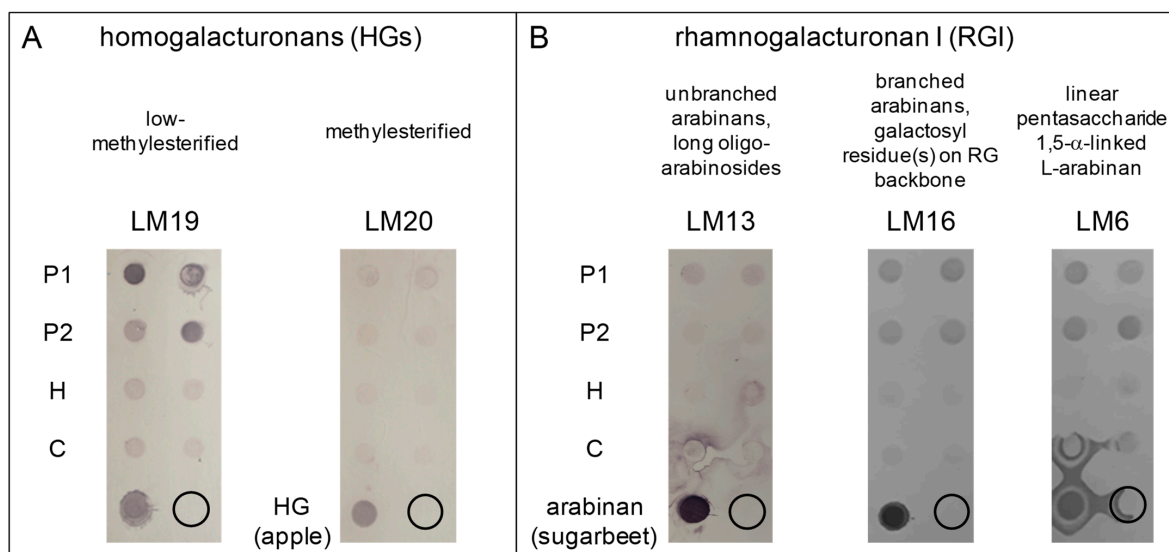 A homogalacturonans (HGs)
low-
methylesterified
methylesterified
LM19
LM20
P1
P2
H
C
HG
(apple)
B rhamnogalacturonan I (RGI)
unbranched
arabinans,
long oligo-
arabinosides
branched
arabinans,
galactosyl
residue(s) on RG
backbone
linear
pentasaccharide
1,5-α-linked
L-arabinan
LM13
LM16
LM6
P1
P2
H
C
arabinan
(sugarbeet)